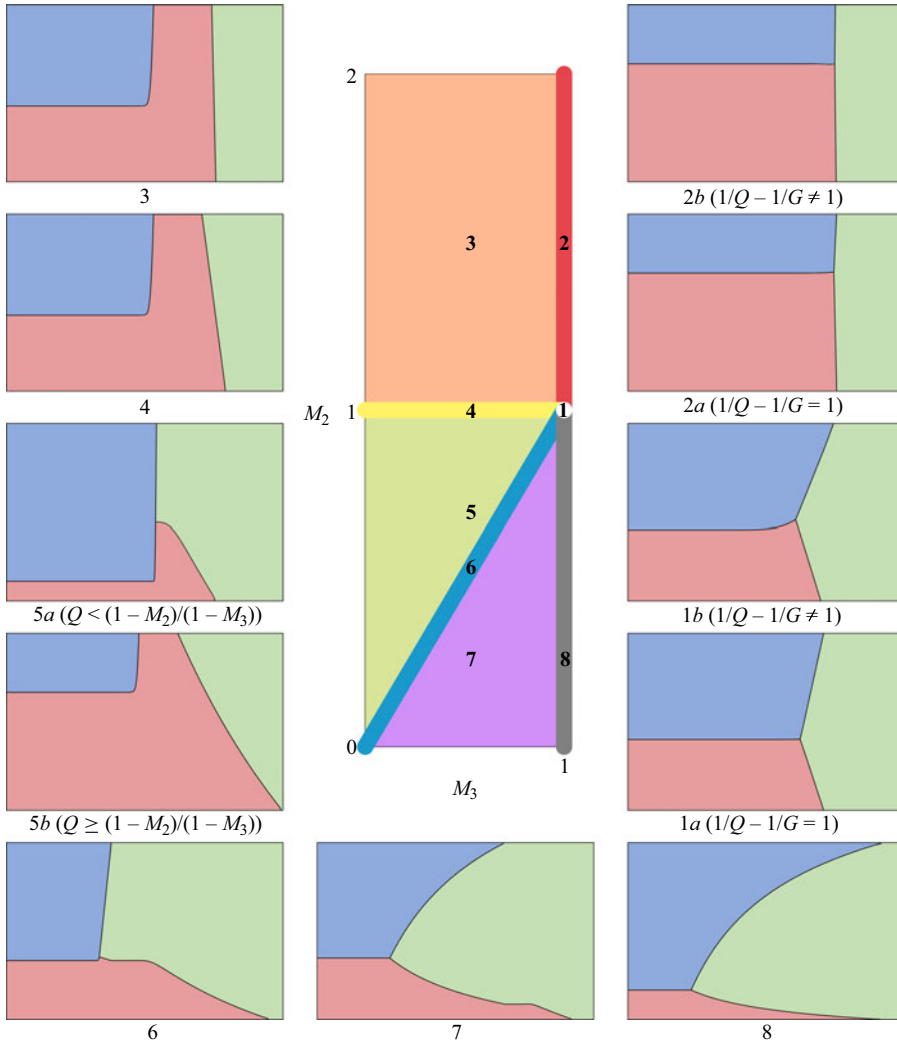 3
4
5a (Q < (1 – M2)/(1 – M3))
5b (Q ≥ (1 – M2)/(1 – M3))
6
2
3
2
M2
1
4
1
5
6
7
8
0
1
M3
7
2b (1/Q – 1/G ≠ 1)
2a (1/Q – 1/G = 1)
1b (1/Q – 1/G ≠ 1)
1a (1/Q – 1/G = 1)
8